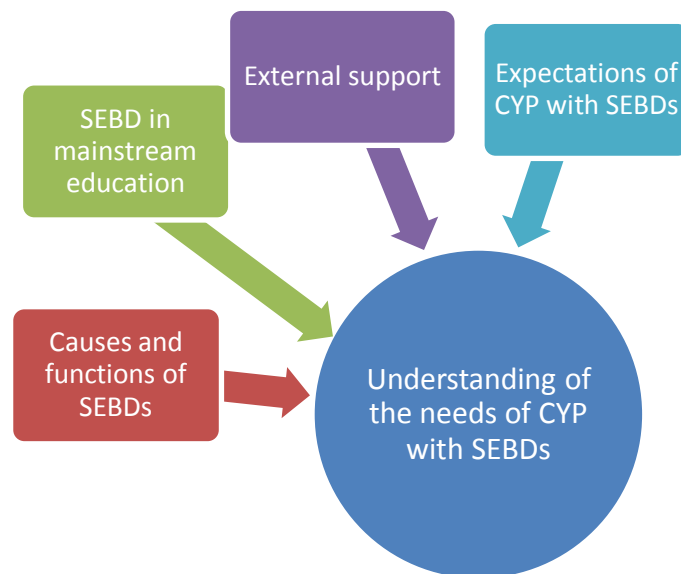 External support
Expectations of
CYP with SEBDs
SEBD in
mainstream
education
Causes and
functions of
SEBDs
Understanding of
the needs of CYP
with SEBDs